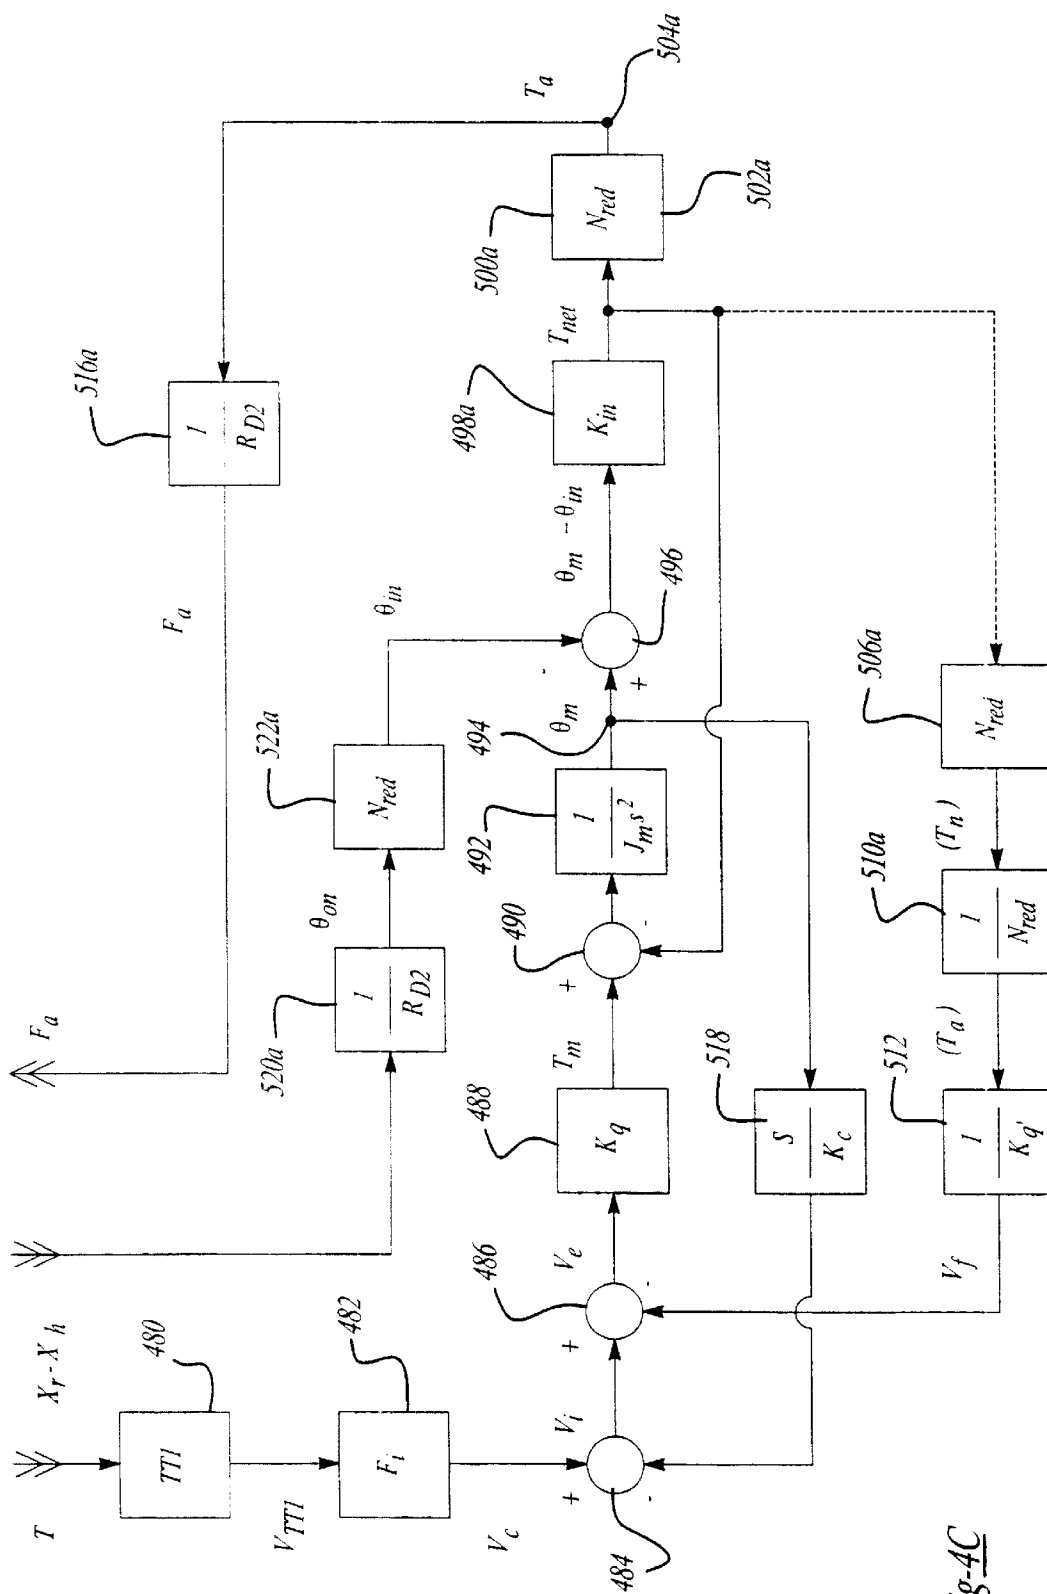 T
X_r - X_h
F_a
TT1
480
V_TT1
F_i
482
V_c
+
-
484
V_i
+
-
486
V_e
K_q
488
T_m
+
-
490
1
J_m s²
492
494
θ_m
+
-
496
θ_m - θ_in
K_in
498a
T_net
N_red
500a
502a
504a
T_a
1
R_D2
516a
F_a
1
R_D2
520a
θ_on
N_red
522a
θ_in
S
K_c
518
N_red
506a
(T_n)
1
N_red
510a
(T_a)
1
K_q'
512
V_f
g-4C